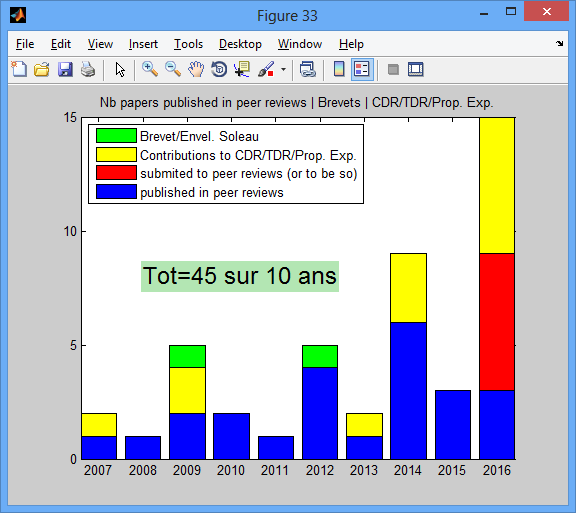 Figure 33
File Edit View Insert Tools Desktop Window Help
Nb papers published in peer reviews | Brevets | CDR/TDR/Prop. Exp.
15
Brevet/Envel. Soleau
Contributions to CDR/TDR/Prop. Exp.
submited to peer reviews (or to be so)
published in peer reviews
10
Tot=45 sur 10 ans
5
0
2007 2008 2009 2010 2011 2012 2013 2014 2015 2016